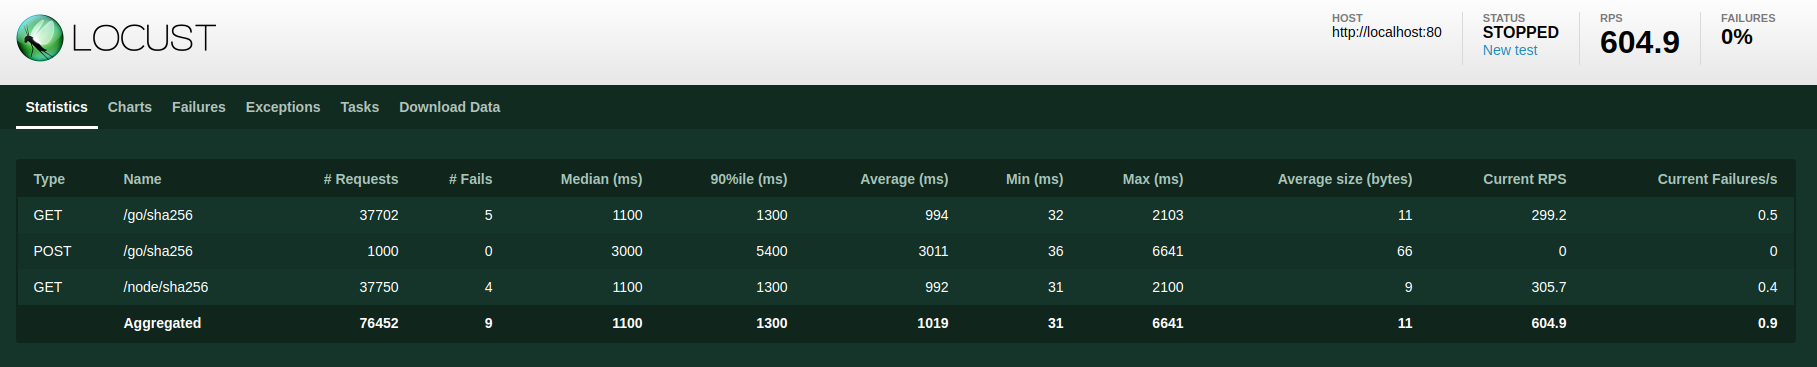 LOCUST
HOST
http://localhost:80
STATUS
STOPPED
New test
RPS
604.9
FAILURES
0%
Statistics Charts Failures Exceptions Tasks Download Data
Type Name # Requests # Fails Median (ms) 90%ile (ms) Average (ms) Min (ms) Max (ms) Average size (bytes) Current RPS Current Failures/s
GET /go/sha256 37702 5 1100 1300 994 32 2103 11 299.2 0.5
POST /go/sha256 1000 0 3000 5400 3011 36 6641 66 0 0
GET /node/sha256 37750 4 1100 1300 992 31 2100 9 305.7 0.4
Aggregated 76452 9 1100 1300 1019 31 6641 11 604.9 0.9